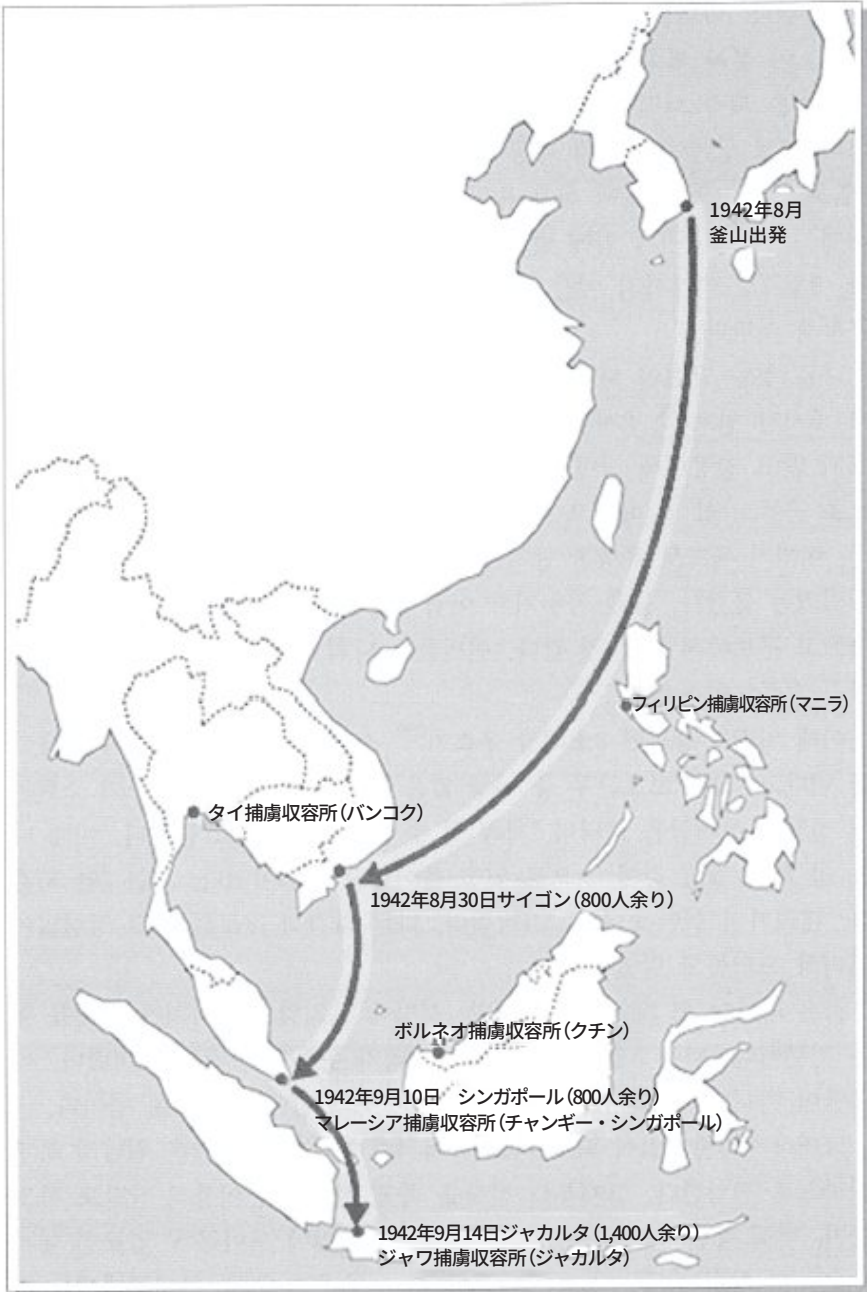 1942年8月
釜山出発
フィリピン捕虜収容所（マニラ）
タイ捕虜収容所（バンコク）
1942年8月30日サイゴン（800人余り）
ボルネオ捕虜収容所（クチン）
1942年9月10日　シンガポール（800人余り）
マレーシア捕虜収容所（チャンギー・シンガポール）
1942年9月14日ジャカルタ（1,400人余り）
ジャワ捕虜収容所（ジャカルタ）